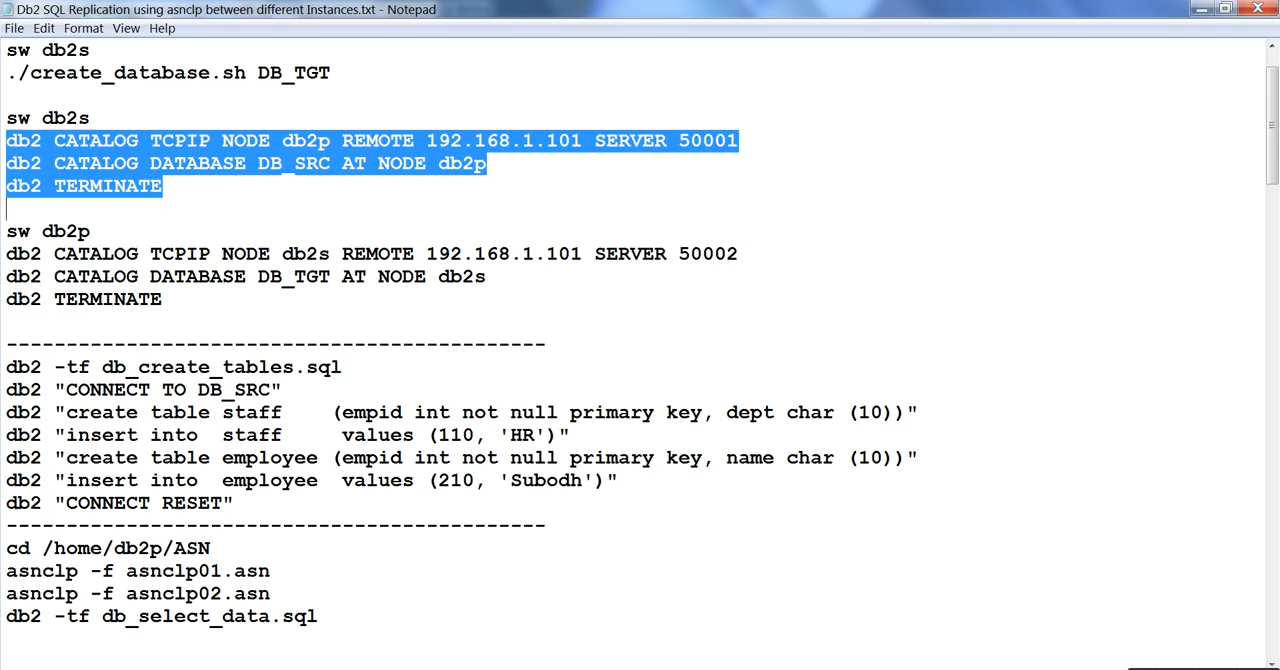 Db2 SQL Replication using asnclp between different Instances.txt - Notepad
File Edit Format View Help
sw db2s
./create_database.sh DB_TGT
sw db2s
db2 CATALOG TCPIP NODE db2p REMOTE 192.168.1.101 SERVER 50001
db2 CATALOG DATABASE DB_SRC AT NODE db2p
db2 TERMINATE
sw db2p
db2 CATALOG TCPIP NODE db2s REMOTE 192.168.1.101 SERVER 50002
db2 CATALOG DATABASE DB_TGT AT NODE db2s
db2 TERMINATE
---------------------------------------------
db2 -tf db_create_tables.sql
db2 "CONNECT TO DB_SRC"
db2 "create table staff    (empid int not null primary key, dept char (10))"
db2 "insert into  staff     values (110, 'HR')"
db2 "create table employee (empid int not null primary key, name char (10))"
db2 "insert into  employee  values (210, 'Subodh')"
db2 "CONNECT RESET"
---------------------------------------------
cd /home/db2p/ASN
asnclp -f asnclp01.asn
asnclp -f asnclp02.asn
db2 -tf db_select_data.sql